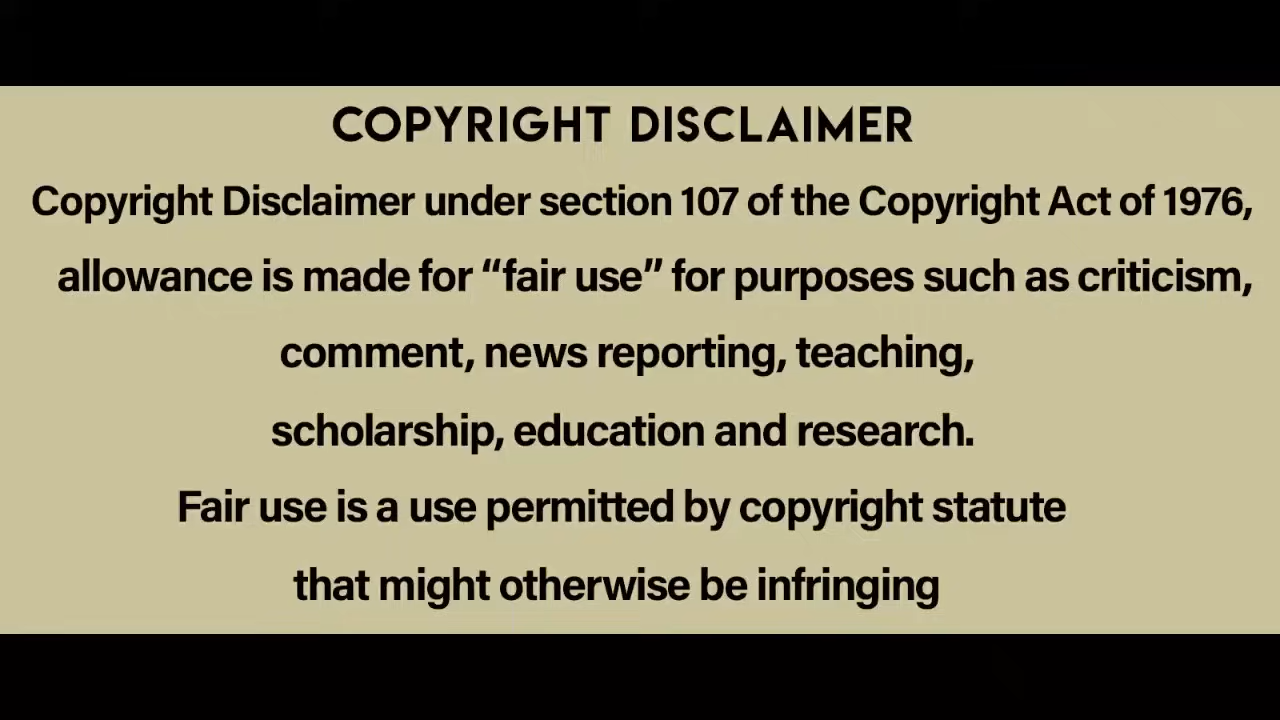 COPYRIGHT DISCLAIMER
Copyright Disclaimer under section 107 of the Copyright Act of 1976,
allowance is made for “fair use” for purposes such as criticism,
comment, news reporting, teaching,
scholarship, education and research.
Fair use is a use permitted by copyright statute
that might otherwise be infringing